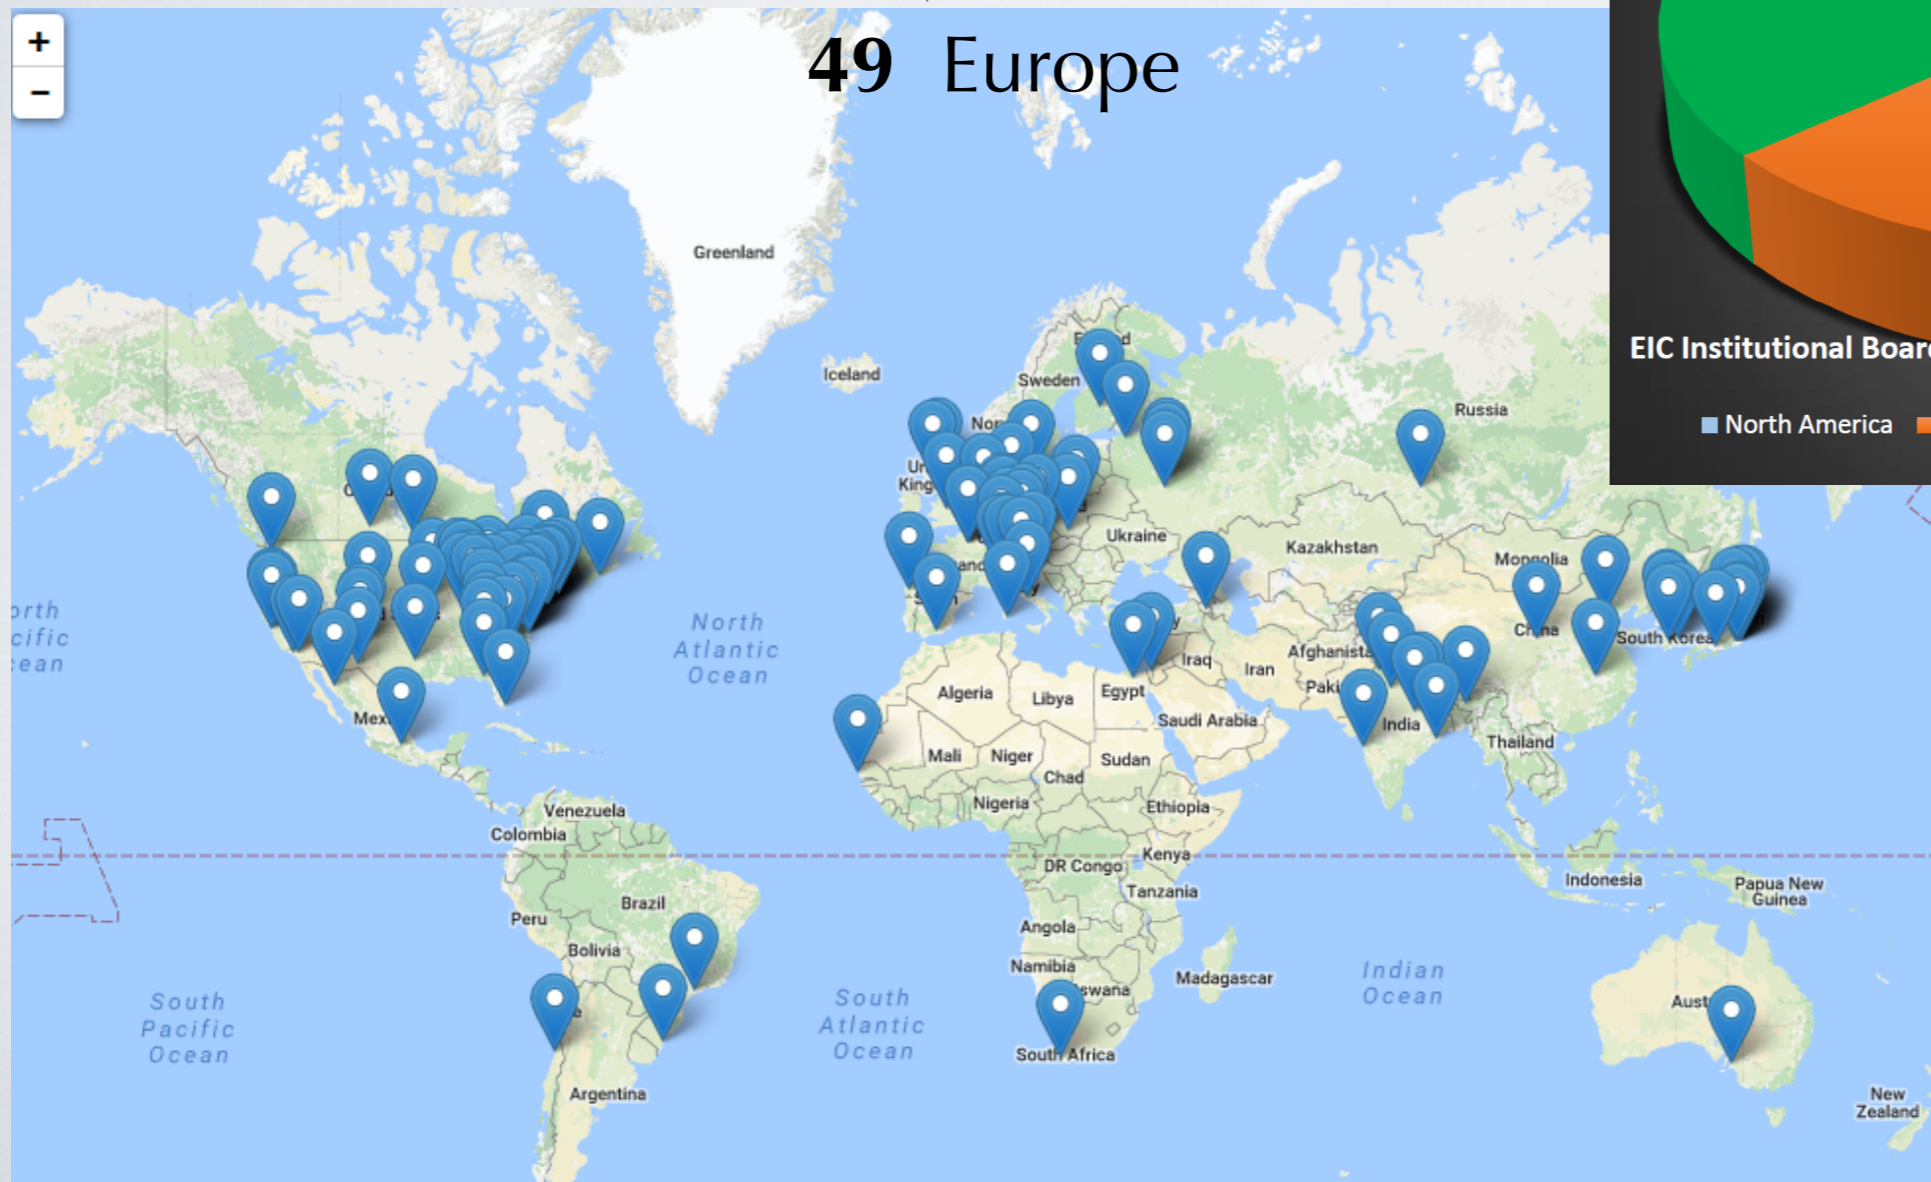 +
−
49 Europe
Greenland
Iceland
Sweden
Russia
EIC Institutional Board
North America
Ukraine
Kazakhstan
Mongolia
North
Atlantic
Ocean
South Korea
Iraq
Iran
Algeria
Libya
Egypt
Saudi Arabia
India
Thailand
Mali
Niger
Sudan
Chad
Nigeria
Ethiopia
Venezuela
Colombia
DR Congo
Kenya
Tanzania
Indonesia
Papua New
Guinea
Peru
Brazil
Angola
Bolivia
Namibia
Madagascar
Indian
Ocean
South
Pacific
Ocean
South
Atlantic
Ocean
South Africa
Argentina
New
Zealand